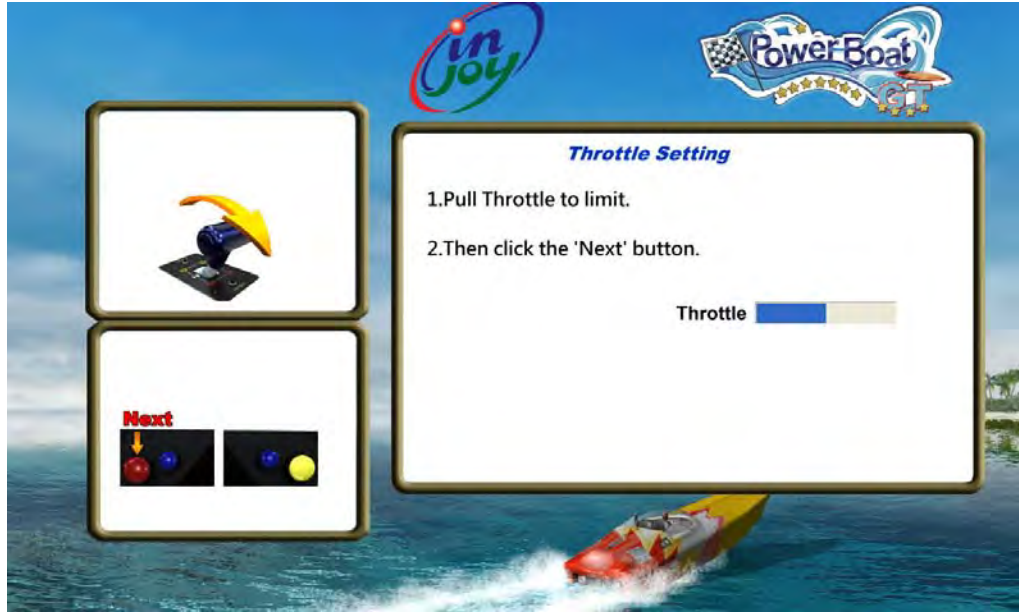 in
joy
PowerBoat
GT
Throttle Setting
1.Pull Throttle to limit.
2.Then click the 'Next' button.
Throttle
Next